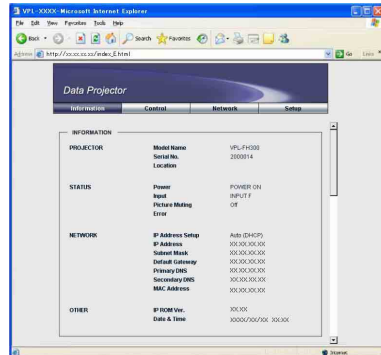 VPL-XXXX-Microsoft Internet Explorer
File Edit View Favorites Tools Help
Back Search Favorites
Address http://xx.xx.xx.xx/index_E.html Go Links
Data Projector
Information Control Network Setup
INFORMATION
PROJECTOR Model Name VPL-FH300
Serial No. 2000014
Location
STATUS Power POWER ON
Input INPUT F
Picture Muting Off
Error
NETWORK IP Address Setup Auto (DHCP)
IP Address XX.XX.XX.XX
Subnet Mask XX.XX.XX.XX
Default Gateway XX.XX.XX.XX
Primary DNS XX.XX.XX.XX
Secondary DNS XX.XX.XX.XX
MAC Address XX.XX.XX.XX
OTHER IP ROM Ver. XX.XX
Date & Time XXXX/XX/XX XX:XX
Internet